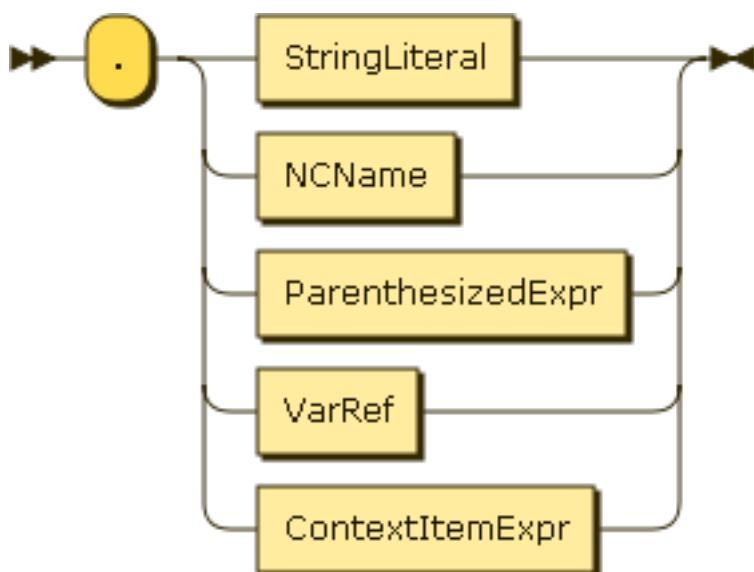 . StringLiteral
NCName
ParenthesizedExpr
VarRef
ContextItemExpr